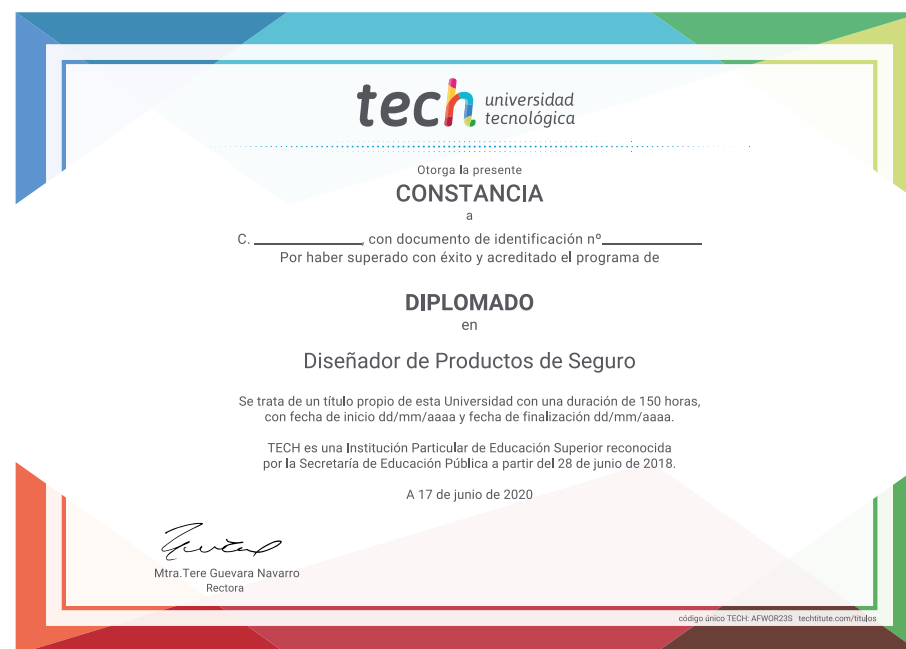 tech universidad
tecnológica
Otorga la presente
CONSTANCIA
a
C. ________________, con documento de identificación nº_______________
Por haber superado con éxito y acreditado el programa de
DIPLOMADO
en
Diseñador de Productos de Seguro
Se trata de un título propio de esta Universidad con una duración de 150 horas,
con fecha de inicio dd/mm/aaaa y fecha de finalización dd/mm/aaaa.
TECH es una Institución Particular de Educación Superior reconocida
por la Secretaría de Educación Pública a partir del 28 de junio de 2018.
A 17 de junio de 2020
Mtra.Tere Guevara Navarro
Rectora
código único TECH: AFWOR23S techtitute.com/titulos